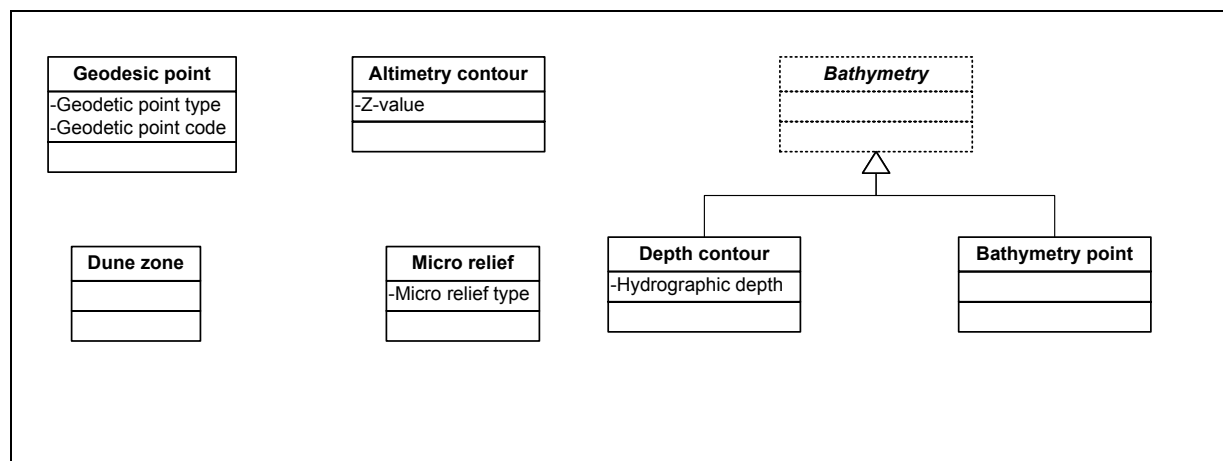 Geodesic point
-Geodetic point type
-Geodetic point code
Altimetry contour
-Z-value
Bathymetry
Dune zone
Micro relief
-Micro relief type
Depth contour
-Hydrographic depth
Bathymetry point